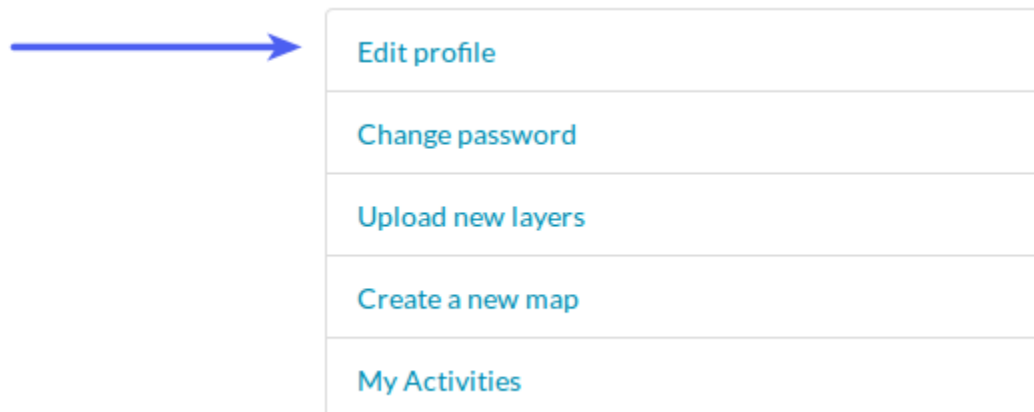 Edit profile
Change password
Upload new layers
Create a new map
My Activities